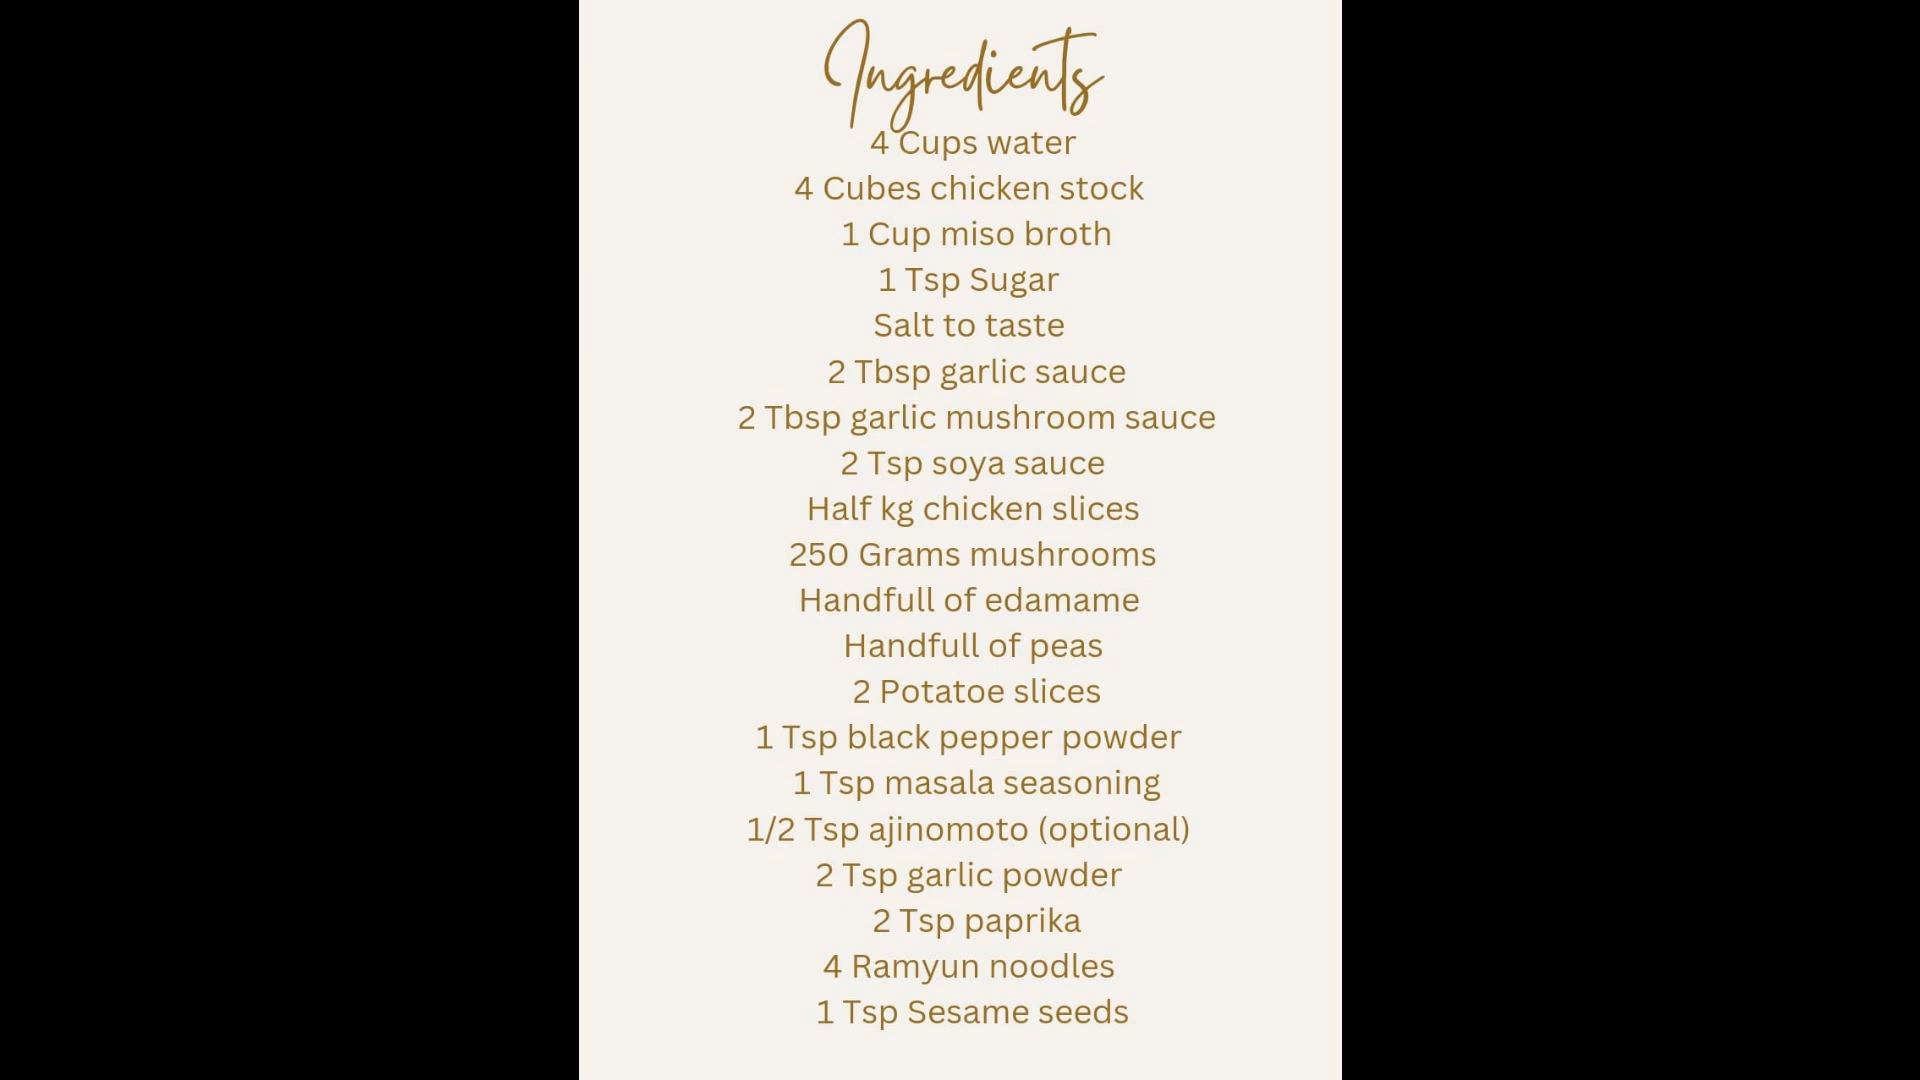 Ingredients
4 Cups water
4 Cubes chicken stock
1 Cup miso broth
1 Tsp Sugar
Salt to taste
2 Tbsp garlic sauce
2 Tbsp garlic mushroom sauce
2 Tsp soya sauce
Half kg chicken slices
250 Grams mushrooms
Handfull of edamame
Handfull of peas
2 Potatoe slices
1 Tsp black pepper powder
1 Tsp masala seasoning
1/2 Tsp ajinomoto (optional)
2 Tsp garlic powder
2 Tsp paprika
4 Ramyun noodles
1 Tsp Sesame seeds